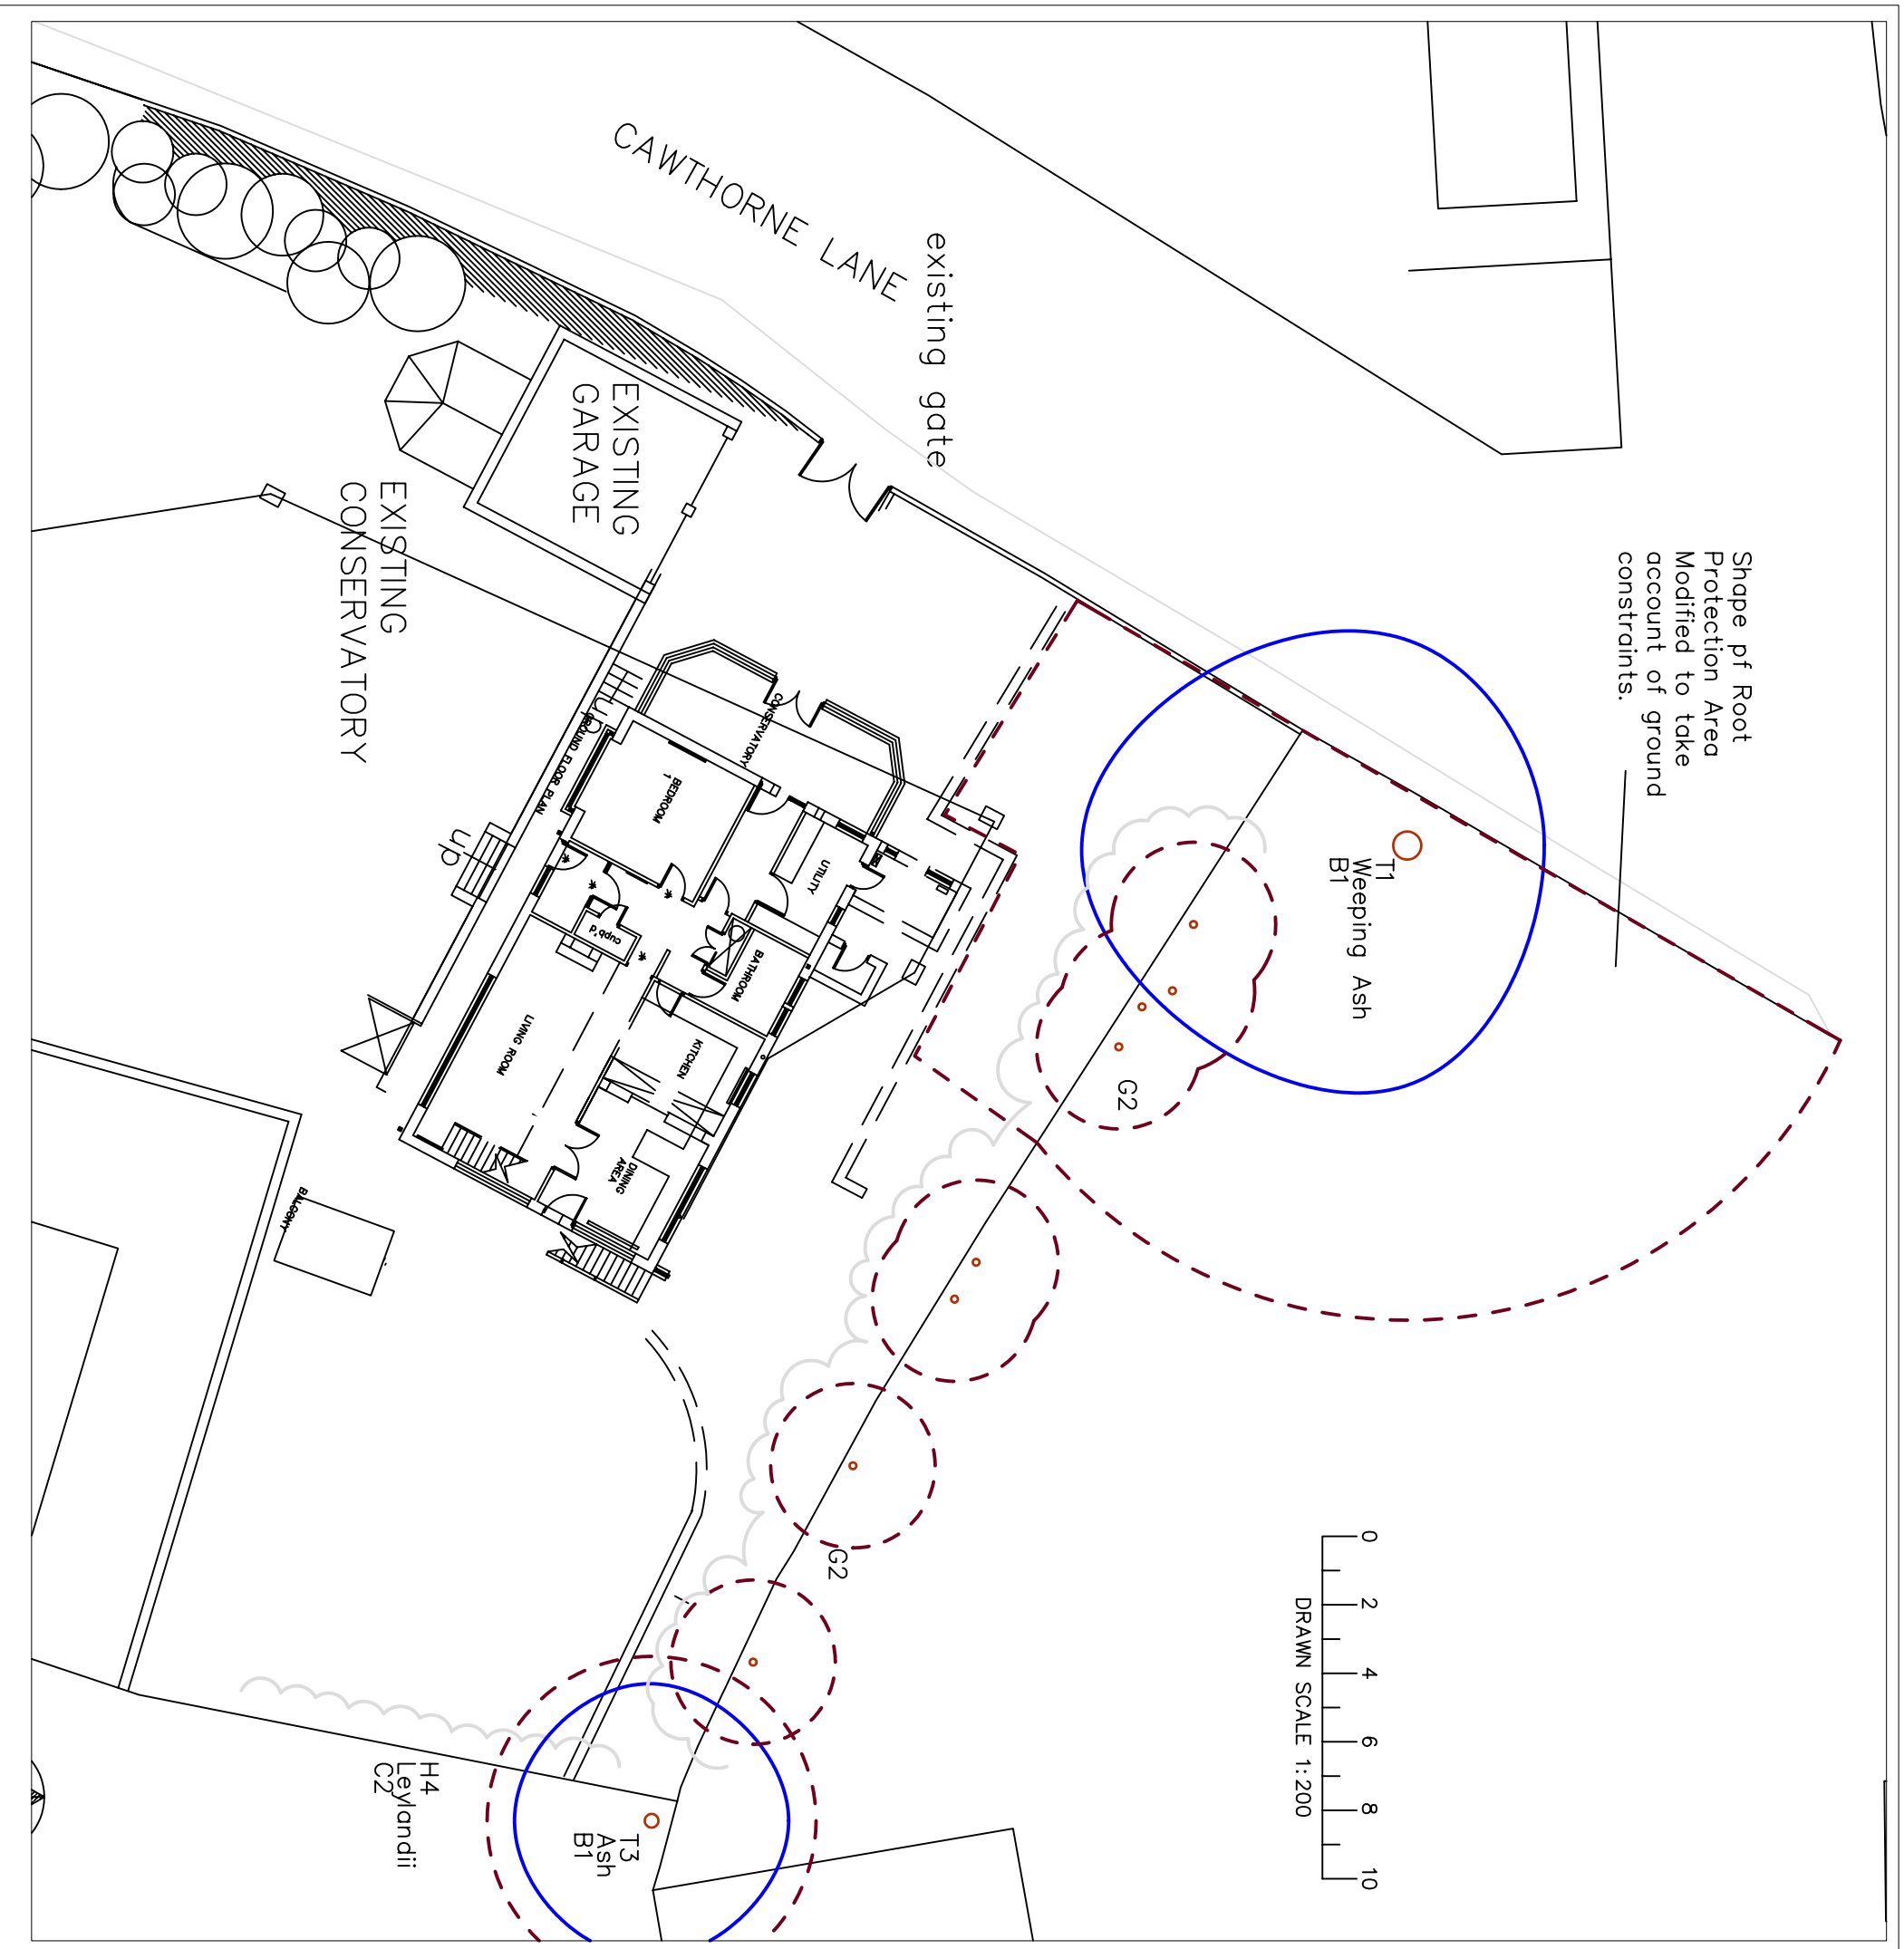 CAWTHORNE LANE
existing gate
Shape pf Root
Protection Area
Modified to take
account of ground
constraints.
EXISTING
GARAGE
EXISTING
CONSERVATORY
T1
Weeping Ash
B1
G2
G2
up
up
GROUND FLOOR PLAN
CONSERVATORY
BEDROOM
1
UTILITY
cupb'd
BATHROOM
LIVING ROOM
KITCHEN
DINING
AREA
BALCONY
0
2
4
6
8
10
DRAWN SCALE 1:200
H4
Leylandii
C2
T3
Ash
B1